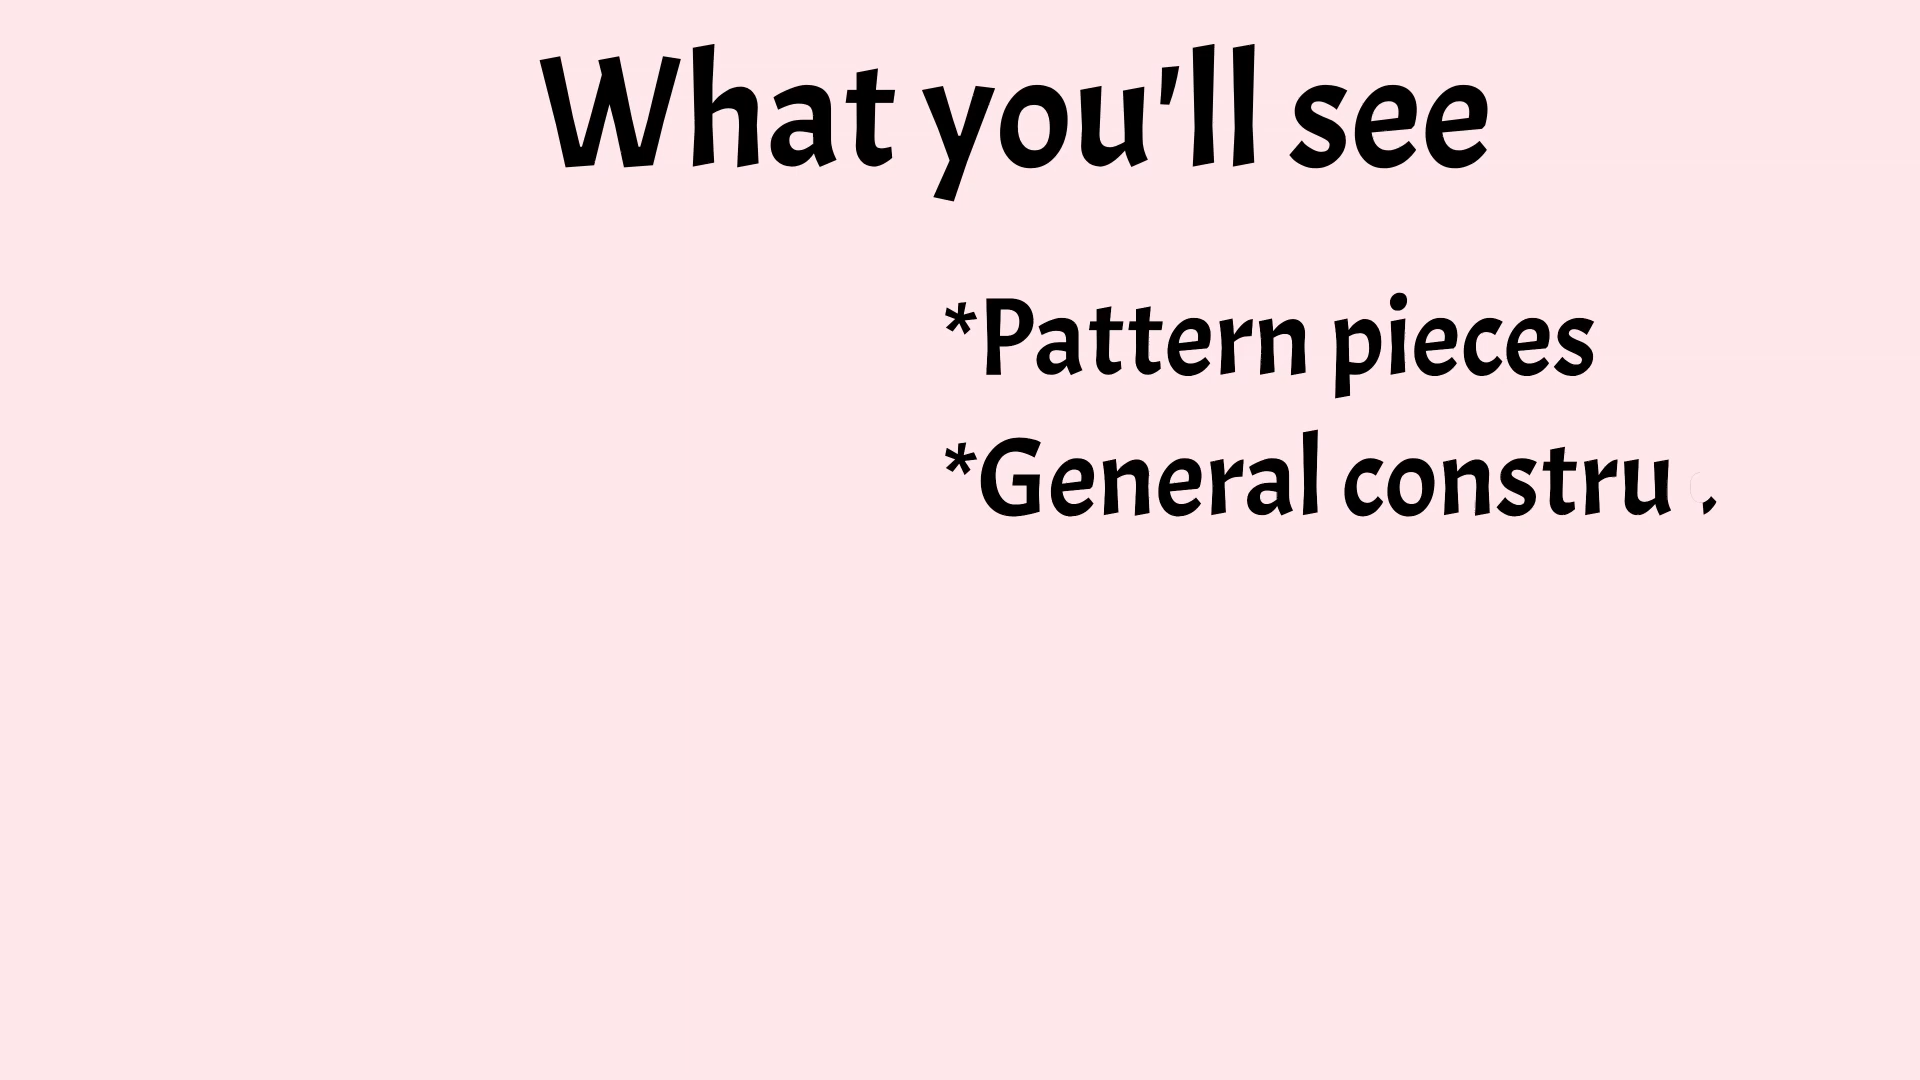 What you'll see
*Pattern pieces
*General constru